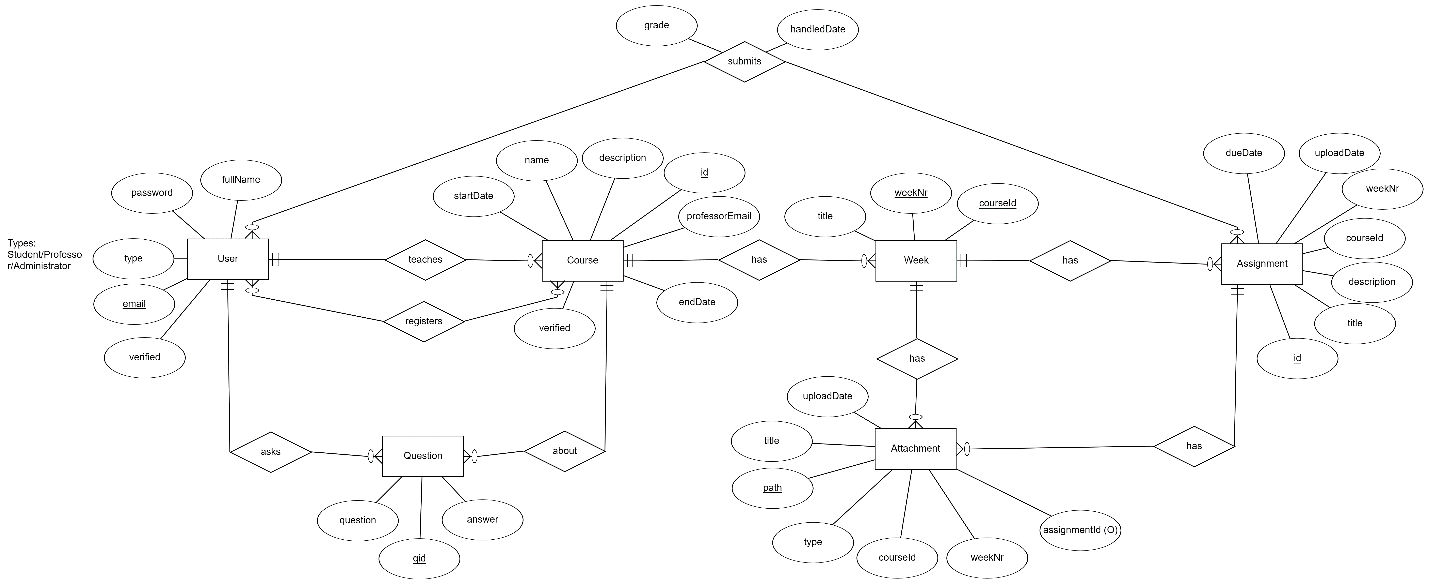 grade
handledDate
submits
dueDate
uploadDate
name
description
id
fullName
password
startDate
weekNr
weekNr
courseId
title
professorEmail
courseId
Types:
Student/Professo
r/Administrator
type
User
teaches
Course
has
Week
has
Assignment
email
description
endDate
registers
verified
title
verified
has
id
uploadDate
title
asks
Question
about
Attachment
has
path
question
answer
assignmentId (O)
type
gid
courseId
weekNr